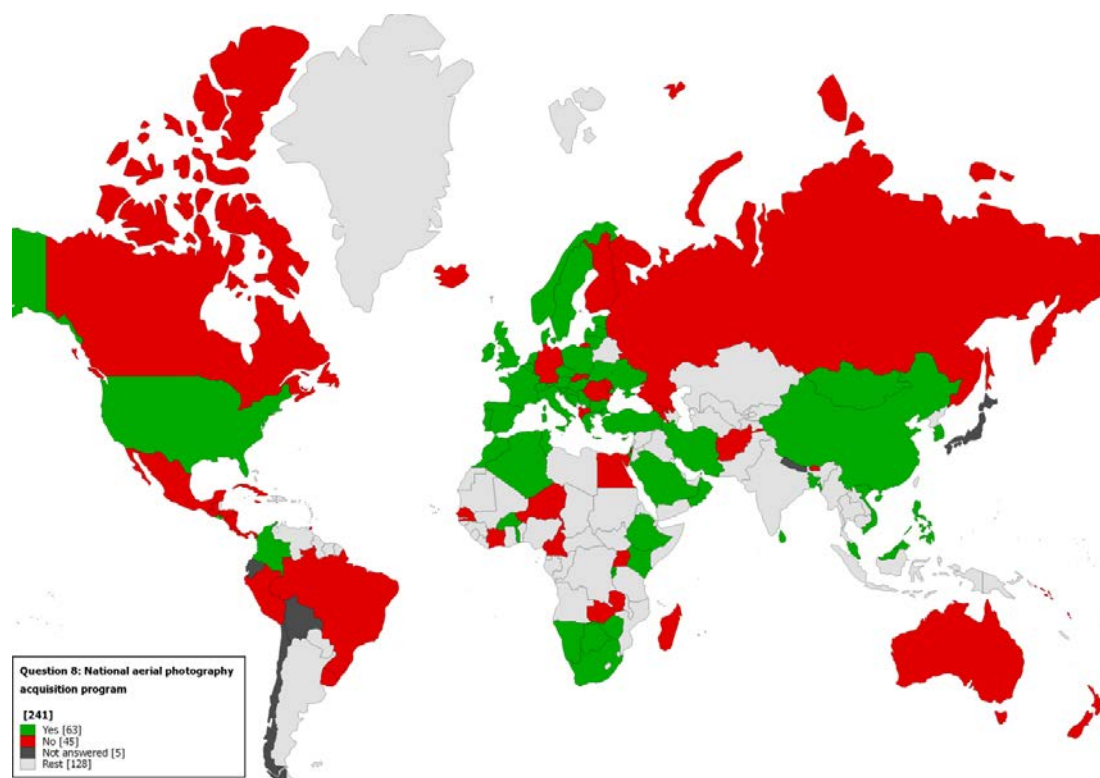 Question 8: National aerial photography
acquisition program
[241]
Yes [63]
No [45]
Not answered [5]
Rest [128]